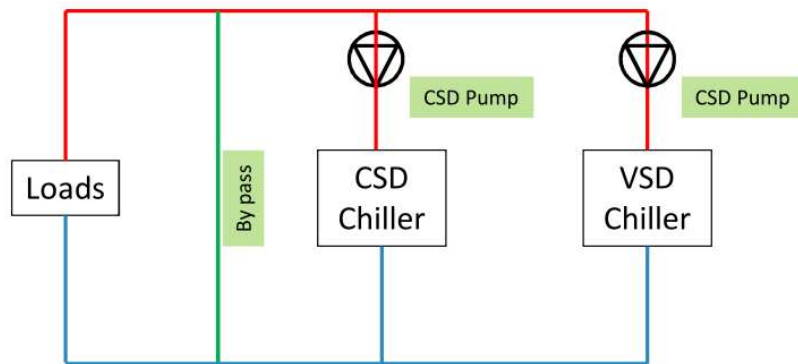 CSD Pump
CSD Pump
Loads
By pass
CSD
Chiller
VSD
Chiller